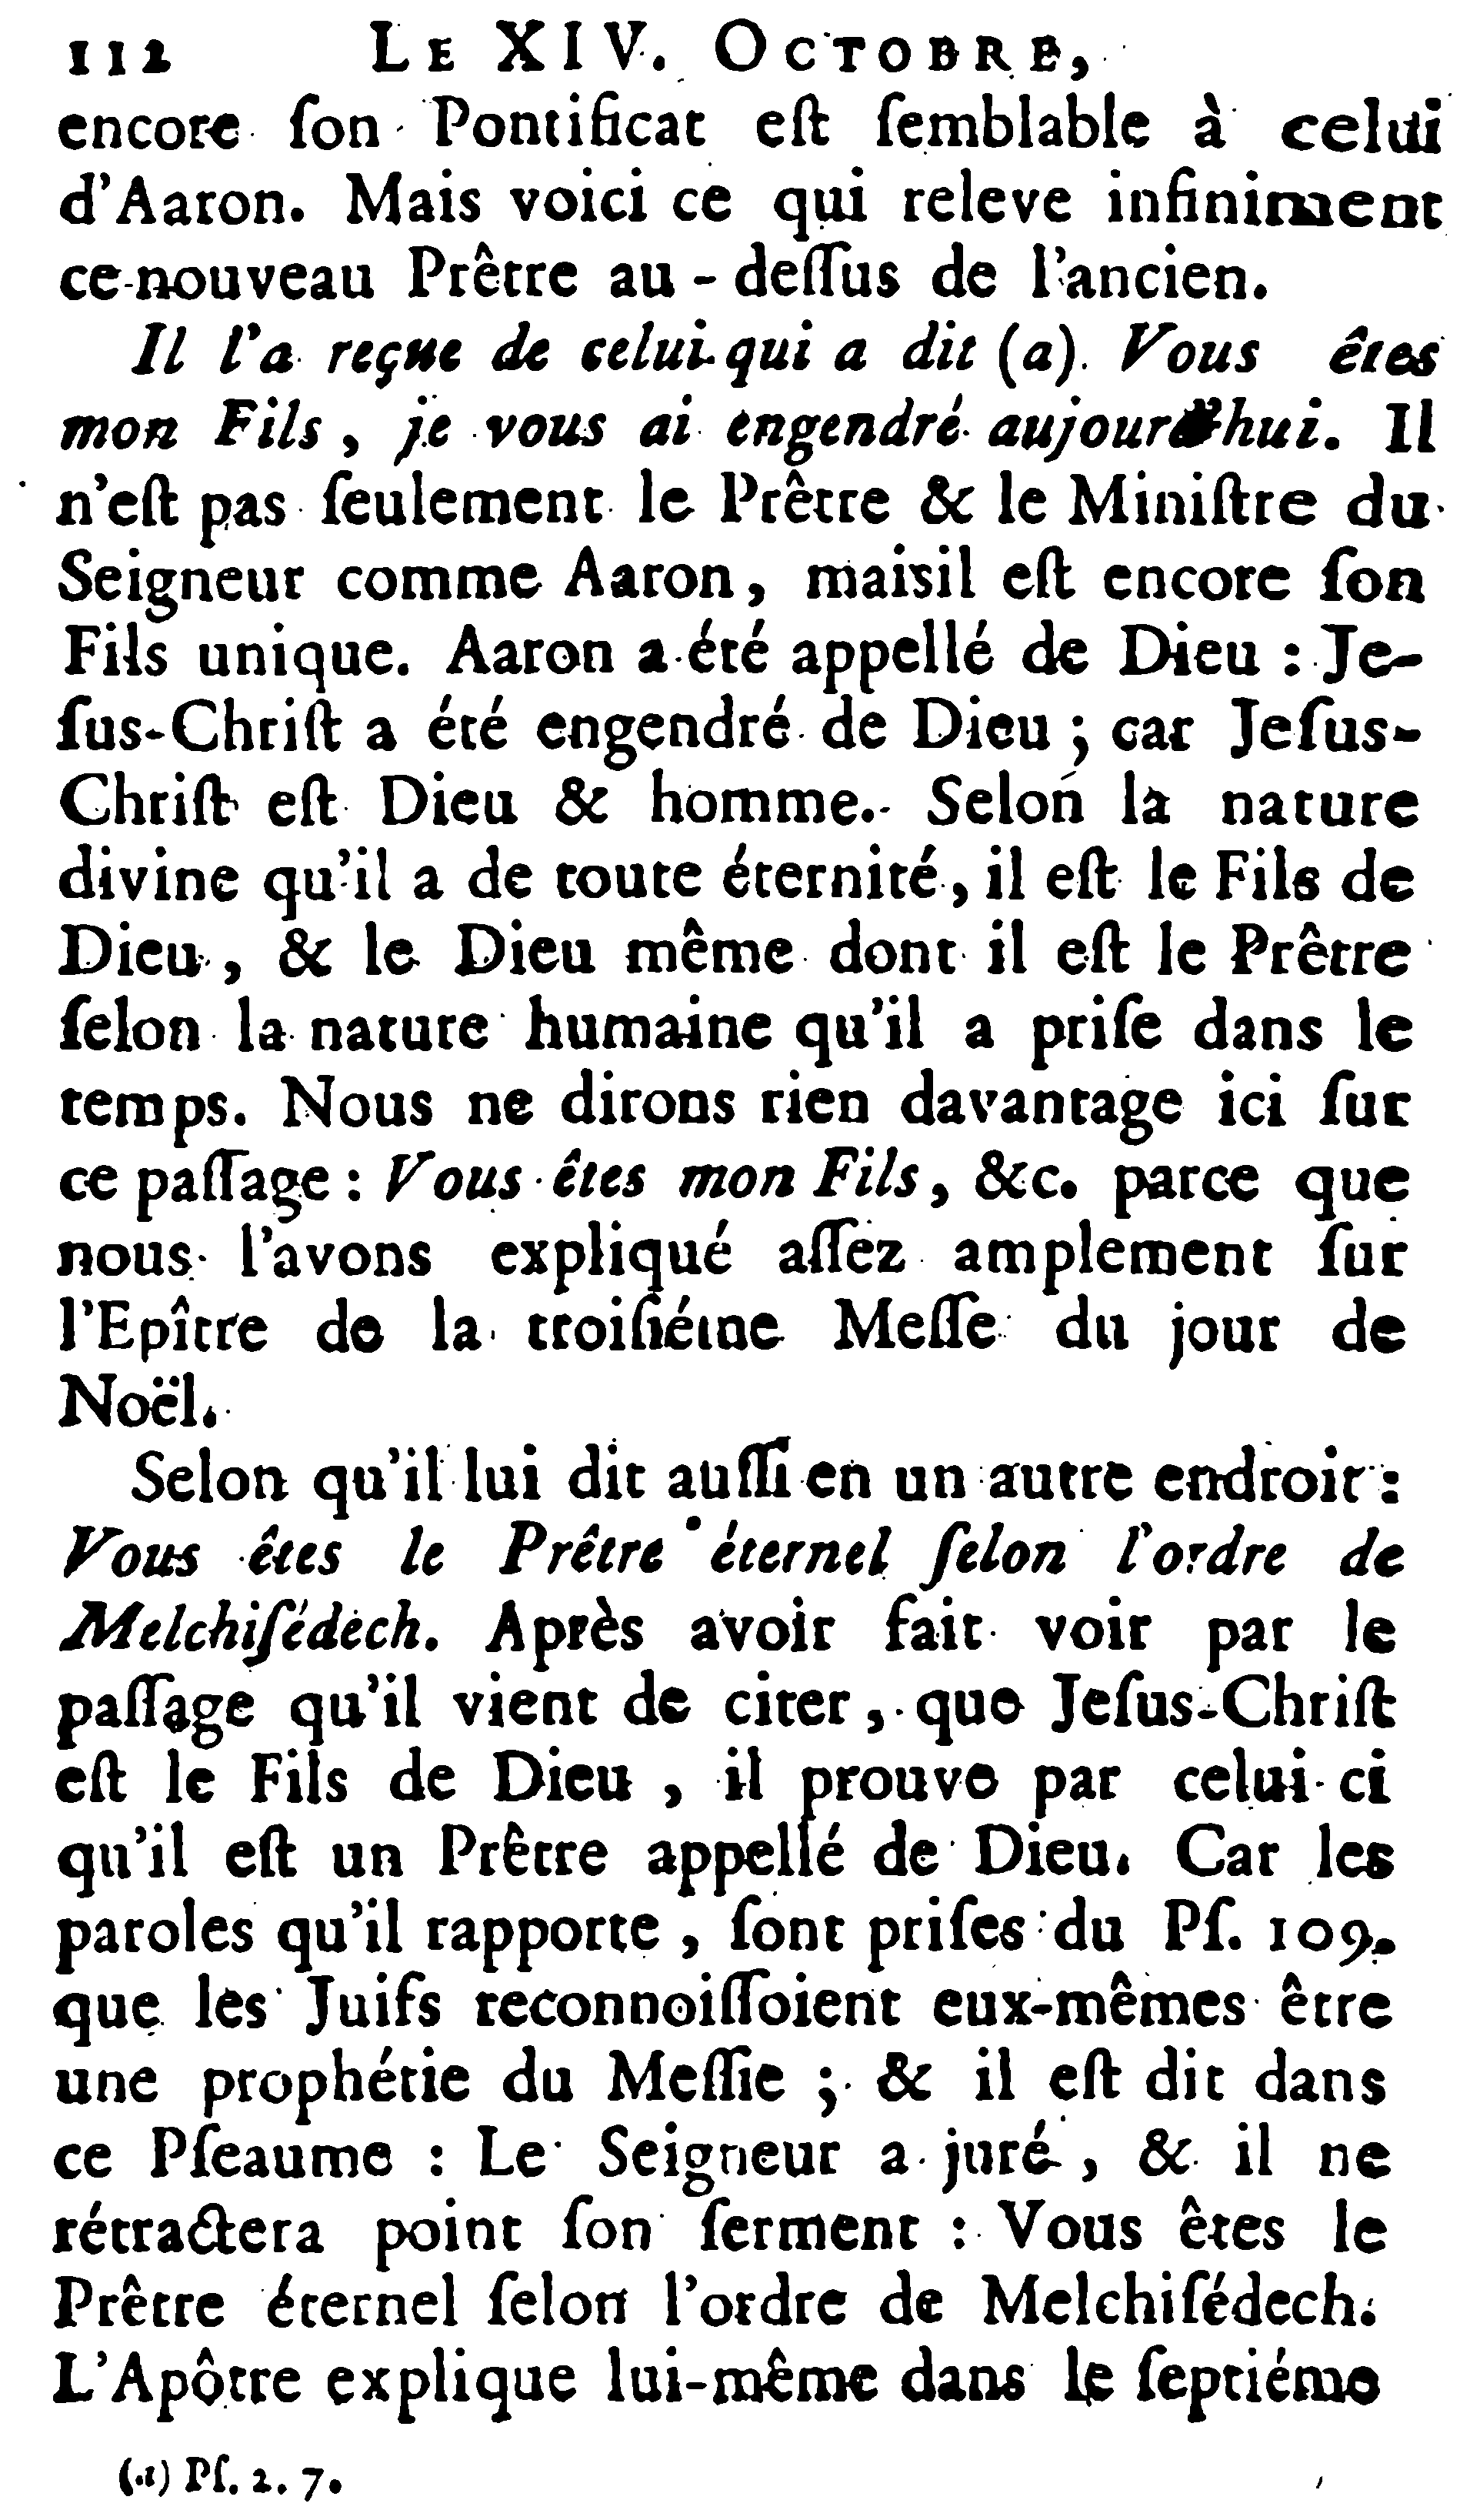 112 LE XIV. OCTOBRE,
encore ſon Pontificat eſt ſemblable à celui
d'Aaron. Mais voici ce qui releve infiniment
ce nouveau Prêtre au-deſſus de l'ancien.
Il l'a reçue de celui qui a dit (a). Vous êtes
mon Fils, je vous ai engendré aujourd'hui. Il
n'eſt pas ſeulement le Prêtre & le Miniſtre du
Seigneur comme Aaron, maisil eſt encore ſon
Fils unique. Aaron a été appellé de Dieu : Je-
ſus-Chriſt a été engendré de Dieu ; car Jeſus-
Chriſt eſt Dieu & homme. Selon la nature
divine qu'il a de toute éternité, il eſt le Fils de
Dieu, & le Dieu même dont il eſt le Prêtre
ſelon la nature humaine qu'il a priſe dans le
temps. Nous ne dirons rien davantage ici ſur
ce paſſage : Vous êtes mon Fils, &c. parce que
nous l'avons expliqué aſſez amplement ſur
l'Epître de la troiſiéme Meſſe du jour de
Noël.
Selon qu'il lui dit auſſi en un autre endroit :
Vous êtes le Prêtre éternel ſelon l'ordre de
Melchiſédech. Après avoir fait voir par le
paſſage qu'il vient de citer, que Jeſus-Chriſt
eſt le Fils de Dieu, il prouve par celui-ci
qu'il eſt un Prêtre appellé de Dieu. Car les
paroles qu'il rapporte, ſont priſes du Pſ. 109.
que les Juifs reconnoiſſoient eux-mêmes être
une prophétie du Meſſie ; & il eſt dit dans
ce Pſeaume : Le Seigneur a juré, & il ne
rétractera point ſon ſerment : Vous êtes le
Prêtre éternel ſelon l'ordre de Melchiſédech.
L'Apôtre explique lui-même dans le ſeptiéme
(a) Pſ. 2. 7.